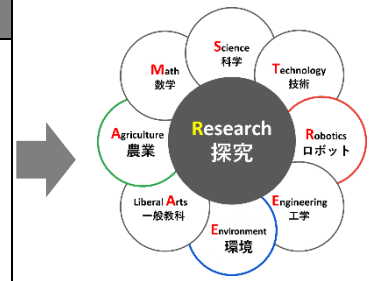 Science
科学
Technology
技術
Robotics
ロボット
Engineering
工学
Environment
環境
Liberal Arts
一般教科
Agriculture
農業
Math
数学
Research
探究